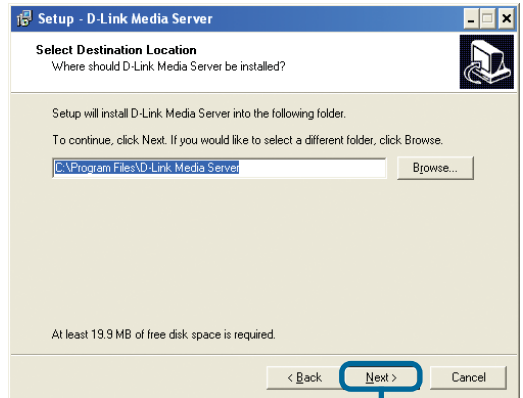 Setup - D-Link Media Server
Select Destination Location
Where should D-Link Media Server be installed?
Setup will install D-Link Media Server into the following folder.
To continue, click Next. If you would like to select a different folder, click Browse.
C:\Program Files\D-Link Media Server
Browse...
At least 19.9 MB of free disk space is required.
< Back
Next >
Cancel